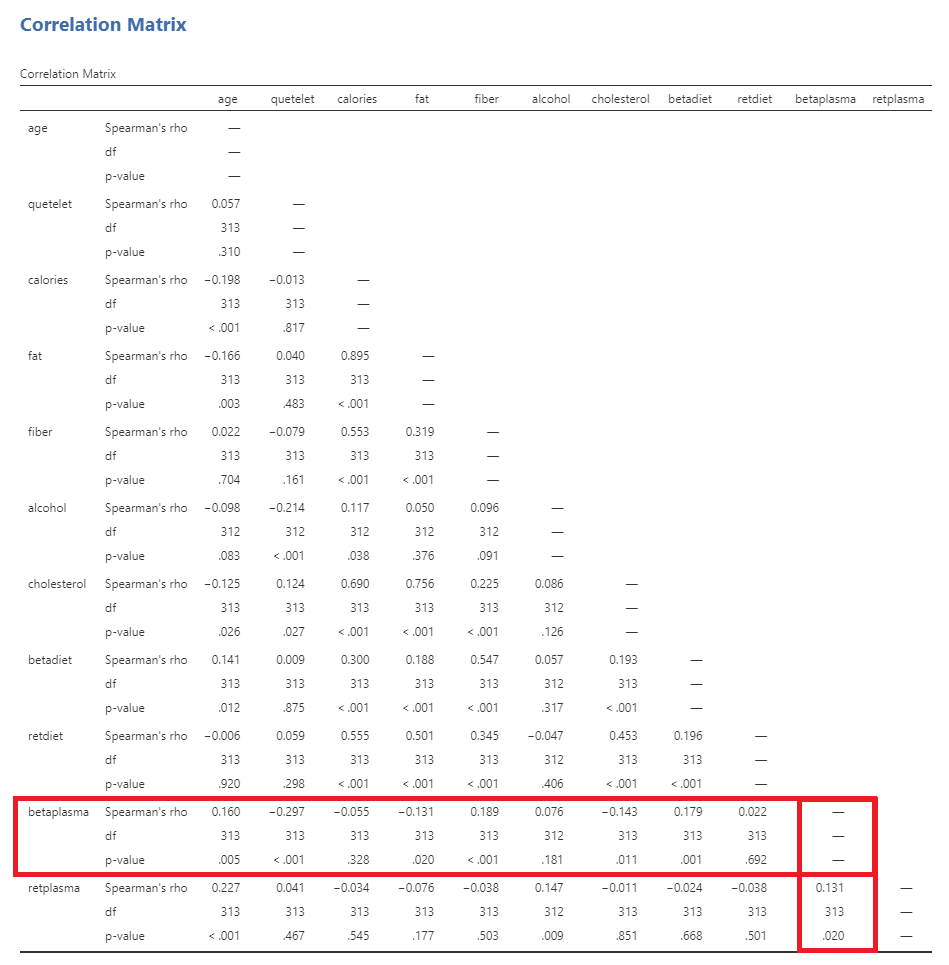 Correlation Matrix
Correlation Matrix
age quetelet calories fat fiber alcohol cholesterol betadiet retdiet betaplasma retplasma
age Spearman's rho —
df —
p-value —
quetelet Spearman's rho 0.057 —
df 313 —
p-value .310 —
calories Spearman's rho −0.198 −0.013 —
df 313 313 —
p-value < .001 .817 —
fat Spearman's rho −0.166 0.040 0.895 —
df 313 313 313 —
p-value .003 .483 < .001 —
fiber Spearman's rho 0.022 −0.079 0.553 0.319 —
df 313 313 313 313 —
p-value .704 .161 < .001 < .001 —
alcohol Spearman's rho −0.098 −0.214 0.117 0.050 0.096 —
df 312 312 312 312 312 —
p-value .083 < .001 .038 .376 .091 —
cholesterol Spearman's rho −0.125 0.124 0.690 0.756 0.225 0.086 —
df 313 313 313 313 313 312 —
p-value .026 .027 < .001 < .001 < .001 .126 —
betadiet Spearman's rho 0.141 0.009 0.300 0.188 0.547 0.057 0.193 —
df 313 313 313 313 313 312 313 —
p-value .012 .875 < .001 < .001 < .001 .317 < .001 —
retdiet Spearman's rho −0.006 0.059 0.555 0.501 0.345 −0.047 0.453 0.196 —
df 313 313 313 313 313 312 313 313 —
p-value .920 .298 < .001 < .001 < .001 .406 < .001 < .001 —
betaplasma Spearman's rho 0.160 −0.297 −0.055 −0.131 0.189 0.076 −0.143 0.179 0.022 —
df 313 313 313 313 313 312 313 313 313 —
p-value .005 < .001 .328 .020 < .001 .181 .011 .001 .692 —
retplasma Spearman's rho 0.227 0.041 −0.034 −0.076 −0.038 0.147 −0.011 −0.024 −0.038 0.131 —
df 313 313 313 313 313 312 313 313 313 313 —
p-value < .001 .467 .545 .177 .503 .009 .851 .668 .501 .020 —